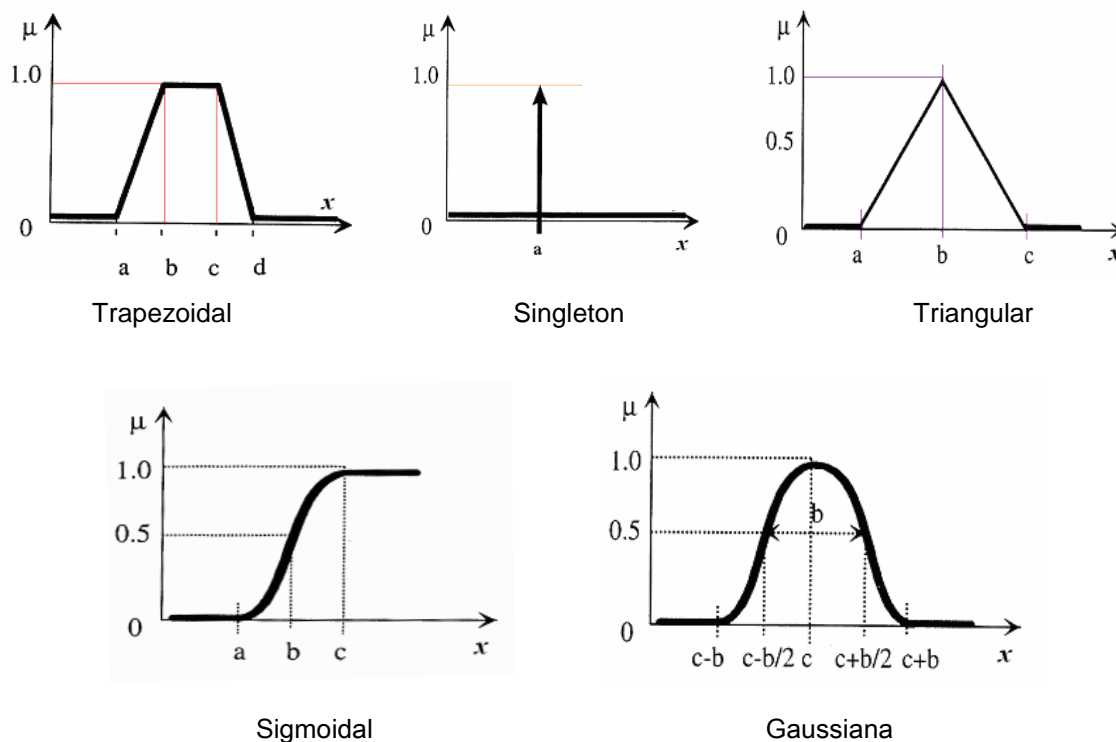 μ
1.0
0
x
a b c d
Trapezoidal
μ
1.0
0
a
x
Singleton
μ
1.0
0.5
0
a b c
x
Triangular
μ
1.0
0.5
0
a b c
x
Sigmoidal
μ
1.0
0.5
0
b
c-b c-b/2 c c+b/2 c+b
x
Gaussiana